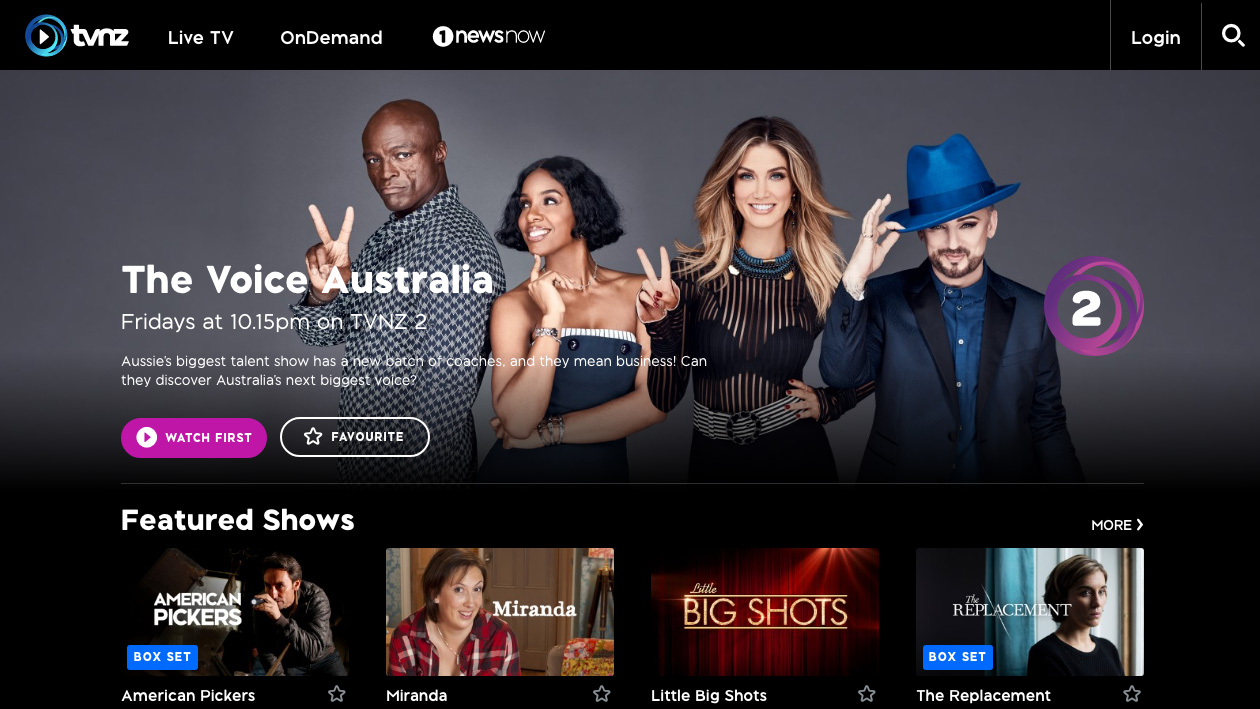 tvnz
Live TV
OnDemand
1 news now
Login
The Voice Australia
Fridays at 10.15pm on TVNZ 2
2
Aussie's biggest talent show has a new batch of coaches, and they mean business! Can
they discover Australia's next biggest voice?
WATCH FIRST
FAVOURITE
Featured Shows
MORE
AMERICAN
PICKERS
BOX SET
American Pickers
Miranda
Miranda
Little
BIG SHOTS
Little Big Shots
The
REPLACEMENT
BOX SET
The Replacement